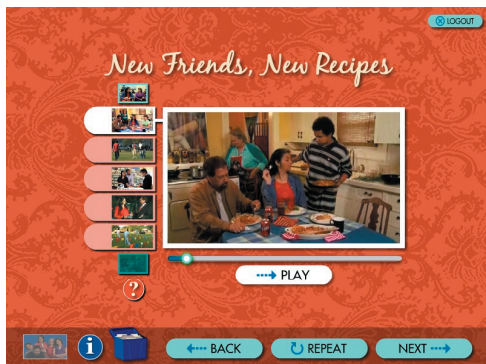 LOGOUT
New Friends, New Recipes
PLAY
?
i
BACK
REPEAT
NEXT